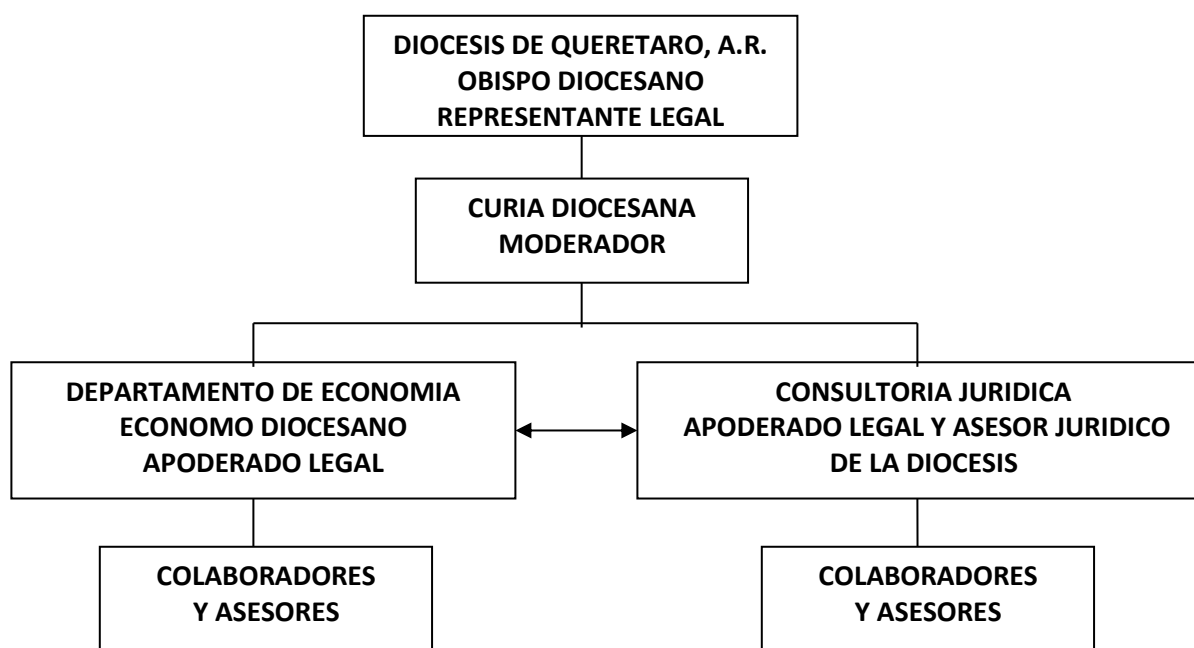 DIOCESIS DE QUERETARO, A.R.
OBISPO DIOCESANO
REPRESENTANTE LEGAL
CURIA DIOCESANA
MODERADOR
DEPARTAMENTO DE ECONOMIA
ECONOMO DIOCESANO
APODERADO LEGAL
CONSULTORIA JURIDICA
APODERADO LEGAL Y ASESOR JURIDICO
DE LA DIOCESIS
COLABORADORES
Y ASESORES
COLABORADORES
Y ASESORES